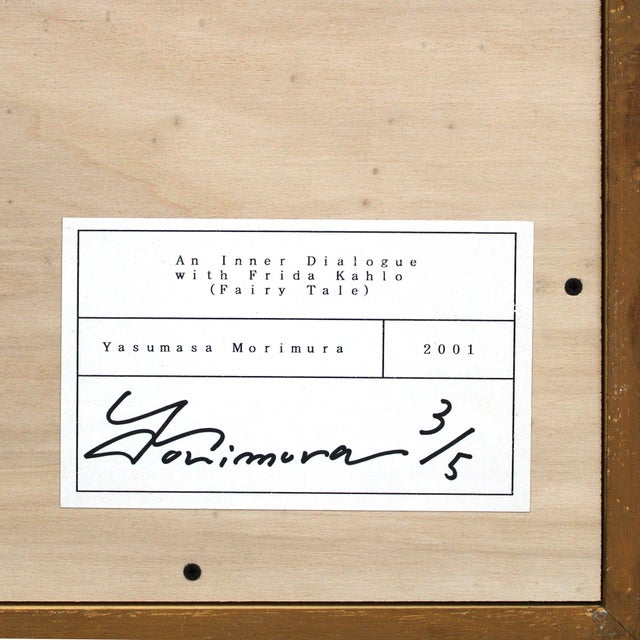 An Inner Dialogue
with Frida Kahlo
(Fairy Tale)
Yasumasa Morimura 2001
Y Morimura 3/5